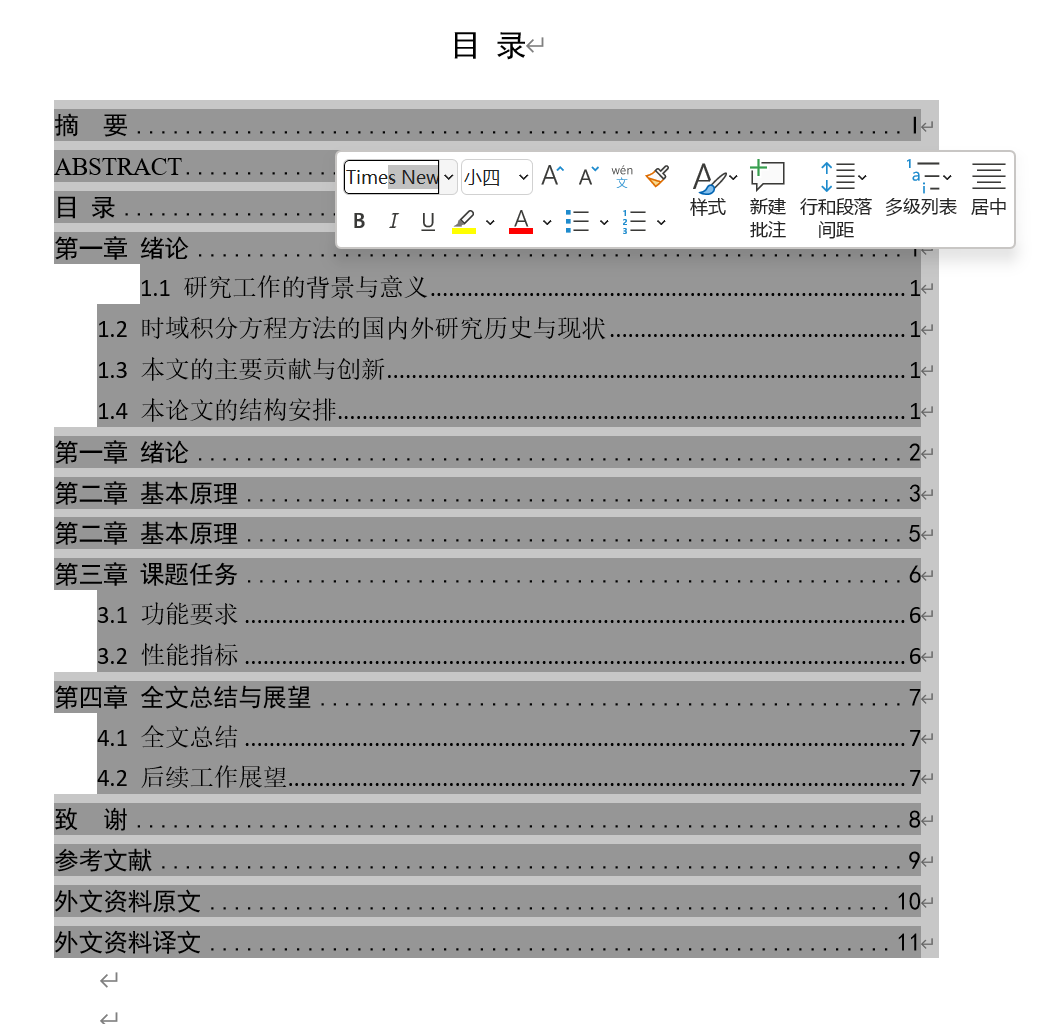 目 录
摘　要 I
ABSTRACT
目 录
第一章 绪论 1
1.1 研究工作的背景与意义 1
1.2 时域积分方程方法的国内外研究历史与现状 1
1.3 本文的主要贡献与创新 1
1.4 本论文的结构安排 1
第一章 绪论 2
第二章 基本原理 3
第二章 基本原理 5
第三章 课题任务 6
3.1 功能要求 6
3.2 性能指标 6
第四章 全文总结与展望 7
4.1 全文总结 7
4.2 后续工作展望 7
致　谢 8
参考文献 9
外文资料原文 10
外文资料译文 11
Times New 小四 A A wén 文
B I U A
样式
新建
批注
行和段落
间距
多级列表
居中